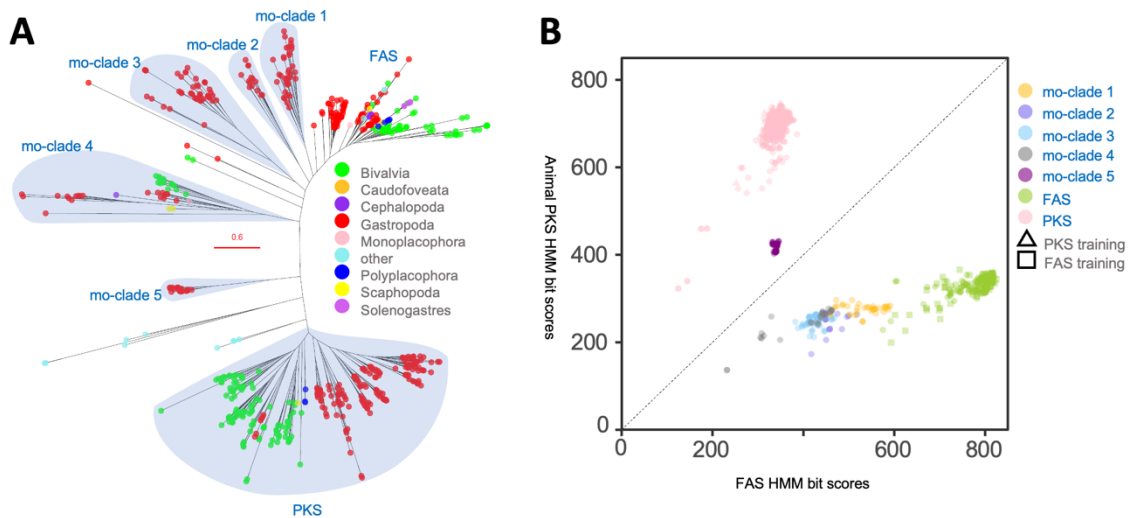 A
mo-clade 1
mo-clade 2
mo-clade 3
FAS
mo-clade 4
Bivalvia
Caudofoveata
Cephalopoda
Gastropoda
Monoplacophora
other
Polyplacophora
Scaphopoda
Solenogastres
0.6
mo-clade 5
PKS
B
Animal PKS HMM bit scores
800
600
400
200
0
0
200
400
600
800
FAS HMM bit scores
mo-clade 1
mo-clade 2
mo-clade 3
mo-clade 4
mo-clade 5
FAS
PKS
PKS training
FAS training